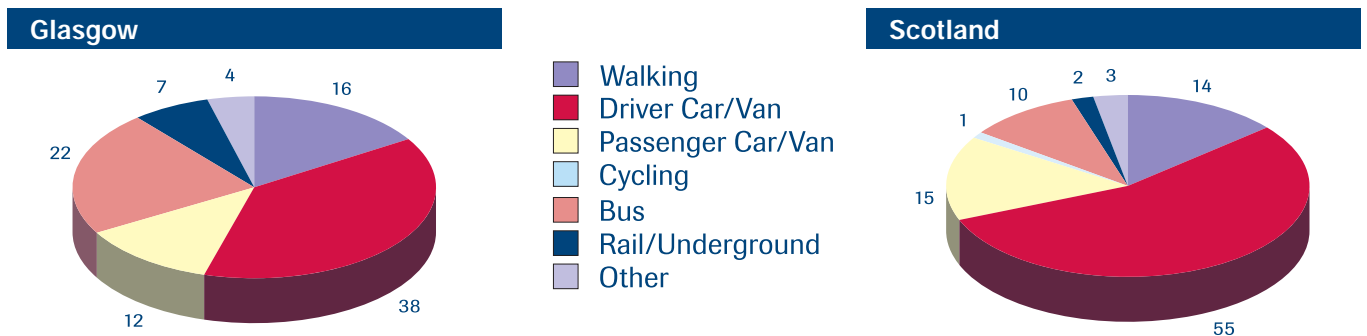 Glasgow
4
7
16
22
12
38
Walking
Driver Car/Van
Passenger Car/Van
Cycling
Bus
Rail/Underground
Other
Scotland
3
2
10
14
1
15
55